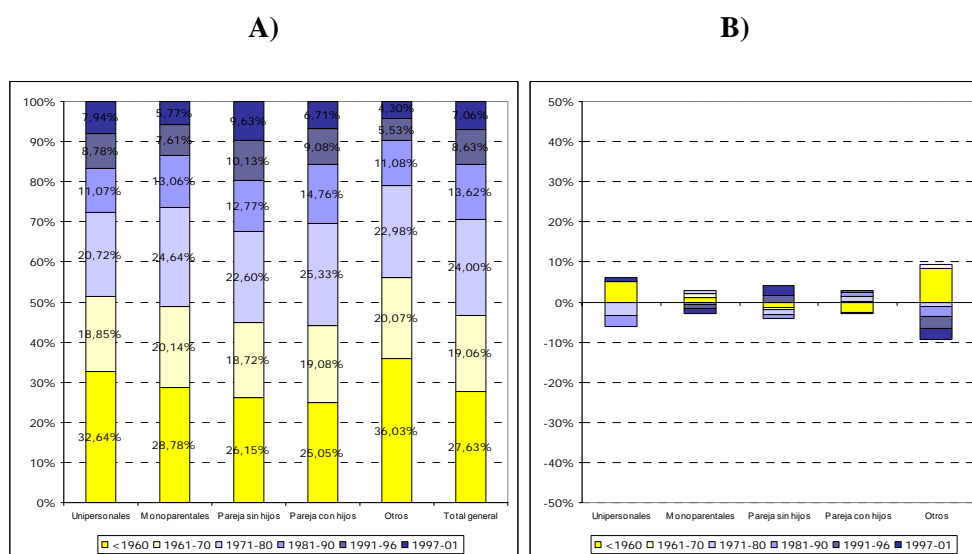 A) B)
100%
90%
80%
70%
60%
50%
40%
30%
20%
10%
0%
7,94% 5,77% 9,63% 6,71% 4,30% 7,06%
8,78% 7,61% 10,13% 9,08% 5,53% 8,63%
11,07% 13,06% 12,77% 14,76% 11,08% 13,62%
20,72% 24,64% 22,60% 25,33% 22,98% 24,00%
18,85% 20,14% 18,72% 19,08% 20,07% 19,06%
32,64% 28,78% 26,15% 25,05% 36,03% 27,63%
Unipersonales Monoparentales Pareja sin hijos Pareja con hijos Otros Total general
<1960 1961-70 1971-80 1981-90 1991-96 1997-01
50%
40%
30%
20%
10%
0%
-10%
-20%
-30%
-40%
-50%
Unipersonales Monoparentales Pareja sin hijos Pareja con hijos Otros
<1960 1961-70 1971-80 1981-90 1991-96 1997-01